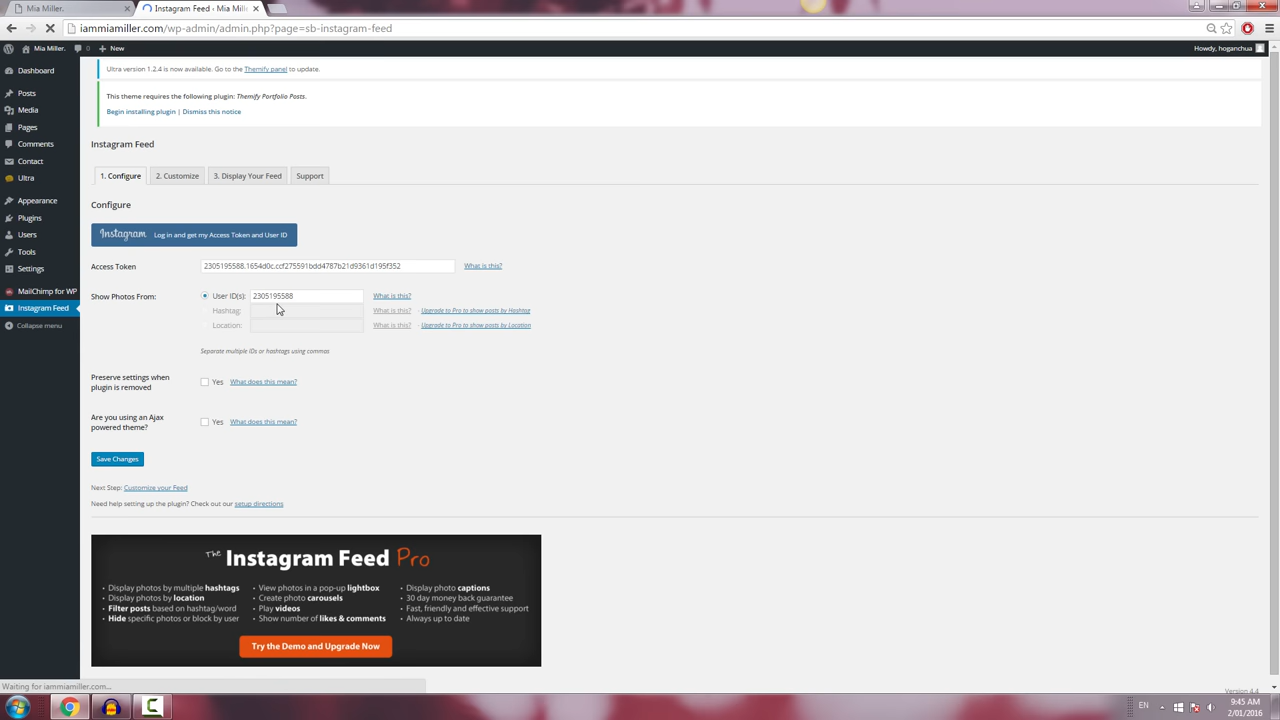 Mia Miller.
Instagram Feed ‹ Mia Mille
iammiamiller.com/wp-admin/admin.php?page=sb-instagram-feed
Mia Miller.
0
New
Howdy, hoganchua
Dashboard
Posts
Media
Pages
Comments
Contact
Ultra
Appearance
Plugins
Users
Tools
Settings
MailChimp for WP
Instagram Feed
Collapse menu
Ultra version 1.2.4 is now available. Go to the Themify panel to update.
This theme requires the following plugin: Themify Portfolio Posts.
Begin installing plugin | Dismiss this notice
Instagram Feed
1. Configure
2. Customize
3. Display Your Feed
Support
Configure
Instagram Log in and get my Access Token and User ID
Access Token 2305195588.1654d0c.ccf275591bdd4787b21d9361d195f352 What is this?
Show Photos From: User ID(s): 2305195588 What is this?
Hashtag: What is this? - Upgrade to Pro to show posts by Hashtag
Location: What is this? - Upgrade to Pro to show posts by Location
Separate multiple IDs or hashtags using commas
Preserve settings when plugin is removed Yes What does this mean?
Are you using an Ajax powered theme? Yes What does this mean?
Save Changes
Next Step: Customize your Feed
Need help setting up the plugin? Check out our setup directions
The Instagram Feed Pro
• Display photos by multiple hashtags
• Display photos by location
• Filter posts based on hashtag/word
• Hide specific photos or block by user
• View photos in a pop-up lightbox
• Create photo carousels
• Play videos
• Show number of likes & comments
• Display photo captions
• 30 day money back guarantee
• Fast, friendly and effective support
• Always up to date
Try the Demo and Upgrade Now
Waiting for iammiamiller.com...
Version 4.4
EN
9:45 AM
2/01/2016